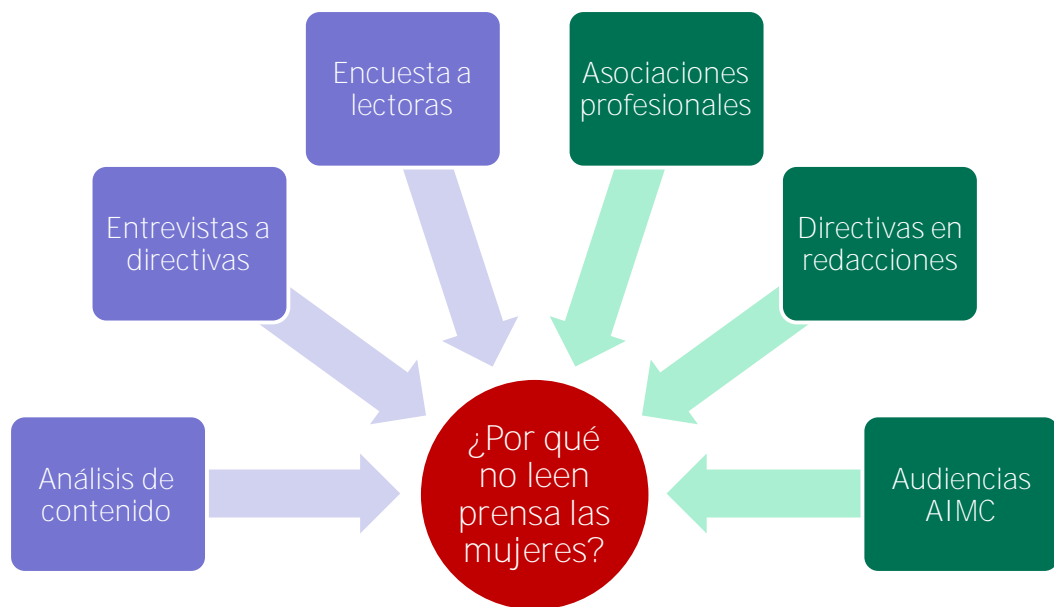 Encuesta a
lectoras
Asociaciones
profesionales
Entrevistas a
directivas
Directivas en
redacciones
Análisis de
contenido
¿Por qué
no leen
prensa las
mujeres?
Audiencias
AIMC